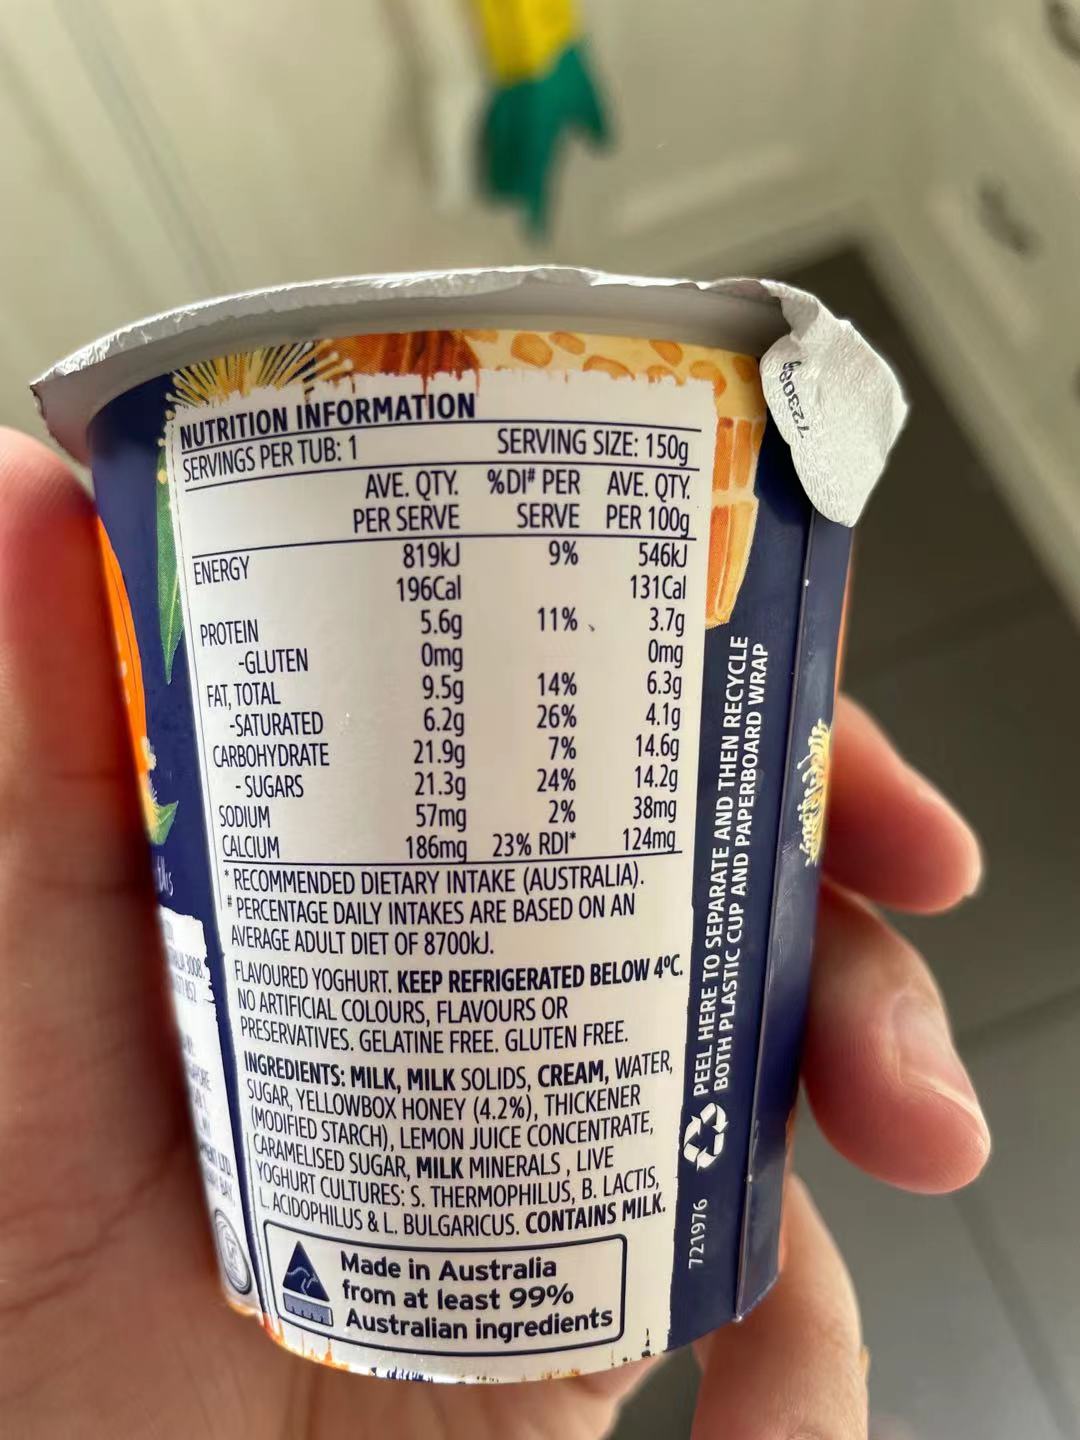 NUTRITION INFORMATION
SERVINGS PER TUB: 1 SERVING SIZE: 150g
AVE. QTY. %DI# PER AVE. QTY.
PER SERVE SERVE PER 100g
ENERGY 819kJ 9% 546kJ
196Cal 131Cal
PROTEIN 5.6g 11% 3.7g
-GLUTEN 0mg 0mg
FAT, TOTAL 9.5g 14% 6.3g
-SATURATED 6.2g 26% 4.1g
CARBOHYDRATE 21.9g 7% 14.6g
- SUGARS 21.3g 24% 14.2g
SODIUM 57mg 2% 38mg
CALCIUM 186mg 23% RDI* 124mg
* RECOMMENDED DIETARY INTAKE (AUSTRALIA).
# PERCENTAGE DAILY INTAKES ARE BASED ON AN
AVERAGE ADULT DIET OF 8700kJ.
FLAVOURED YOGHURT. KEEP REFRIGERATED BELOW 4ºC.
NO ARTIFICIAL COLOURS, FLAVOURS OR
PRESERVATIVES. GELATINE FREE. GLUTEN FREE.
INGREDIENTS: MILK, MILK SOLIDS, CREAM, WATER,
SUGAR, YELLOWBOX HONEY (4.2%), THICKENER
(MODIFIED STARCH), LEMON JUICE CONCENTRATE,
CARAMELISED SUGAR, MILK MINERALS , LIVE
YOGHURT CULTURES: S. THERMOPHILUS, B. LACTIS,
L. ACIDOPHILUS & L. BULGARICUS. CONTAINS MILK.
Made in Australia
from at least 99%
Australian ingredients
PEEL HERE TO SEPARATE AND THEN RECYCLE
BOTH PLASTIC CUP AND PAPERBOARD WRAP
721976